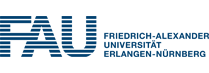 FAU
FRIEDRICH-ALEXANDER
UNIVERSITÄT
ERLANGEN-NÜRNBERG